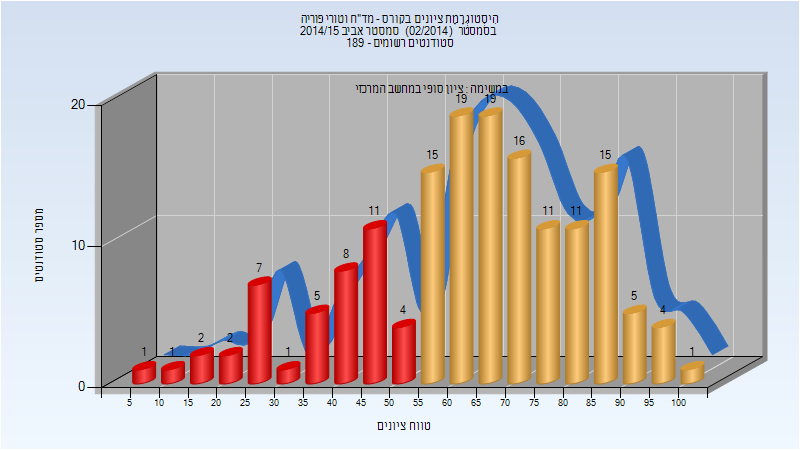 היסטוגרמת ציונים בקורס - מד"ח וטורי פוריה
בסמסטר (02/2014) סמסטר אביב 2014/15
סטודנטים רשומים - 189
במשימה : ציון סופי במחשב המרכזי
מספר סטודנטים
20
10
0
1 1 2 2 7 1 5 8 11 4 15 19 19 16 11 11 15 5 4 1
5 10 15 20 25 30 35 40 45 50 55 60 65 70 75 80 85 90 95 100
טווח ציונים